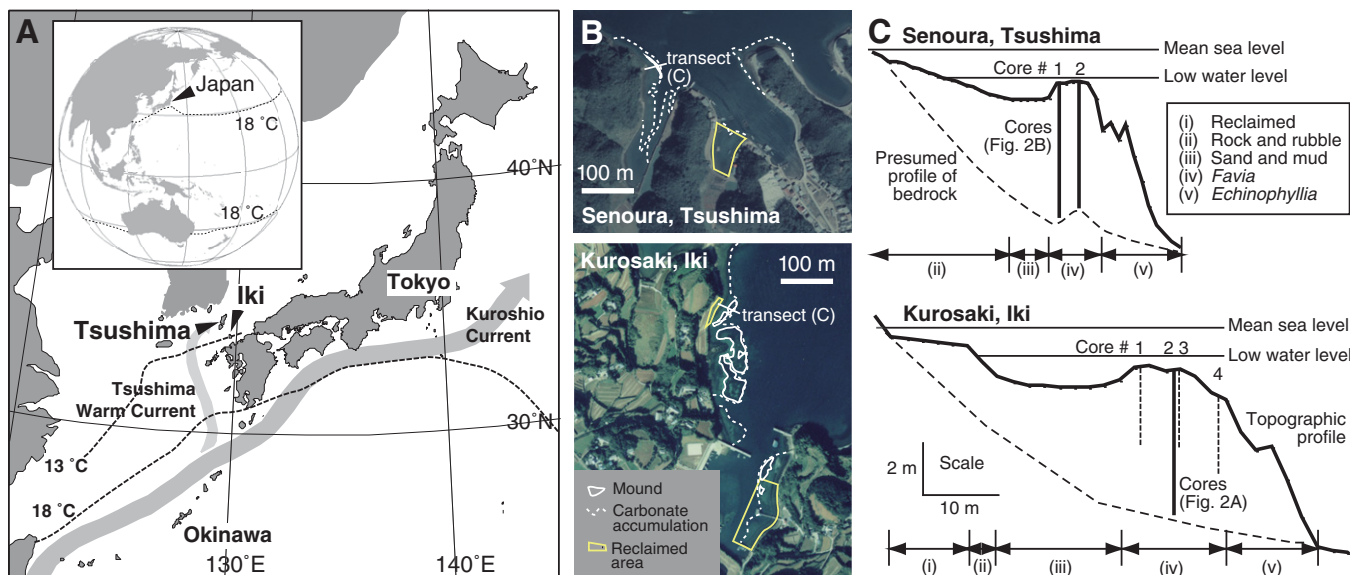 A
Japan
18 ˚C
18 ˚C
40˚N
Tokyo
Iki
Tsushima
Kuroshio
Current
Tsushima
Warm Current
30˚N
13 ˚C
18 ˚C
Okinawa
130˚E
140˚E
B
transect
(C)
100 m
Senoura, Tsushima
Kurosaki, Iki
100 m
transect (C)
Mound
Carbonate
accumulation
Reclaimed
area
C
Senoura, Tsushima
Mean sea level
Core # 1 2
Low water level
Cores
(Fig. 2B)
Presumed
profile of
bedrock
(i) Reclaimed
(ii) Rock and rubble
(iii) Sand and mud
(iv) Favia
(v) Echinophyllia
(ii) (iii) (iv) (v)
Kurosaki, Iki
Mean sea level
Core # 1 2 3
Low water level
4
Topographic
profile
2 m
Scale
10 m
Cores
(Fig. 2A)
(i) (ii) (iii) (iv) (v)